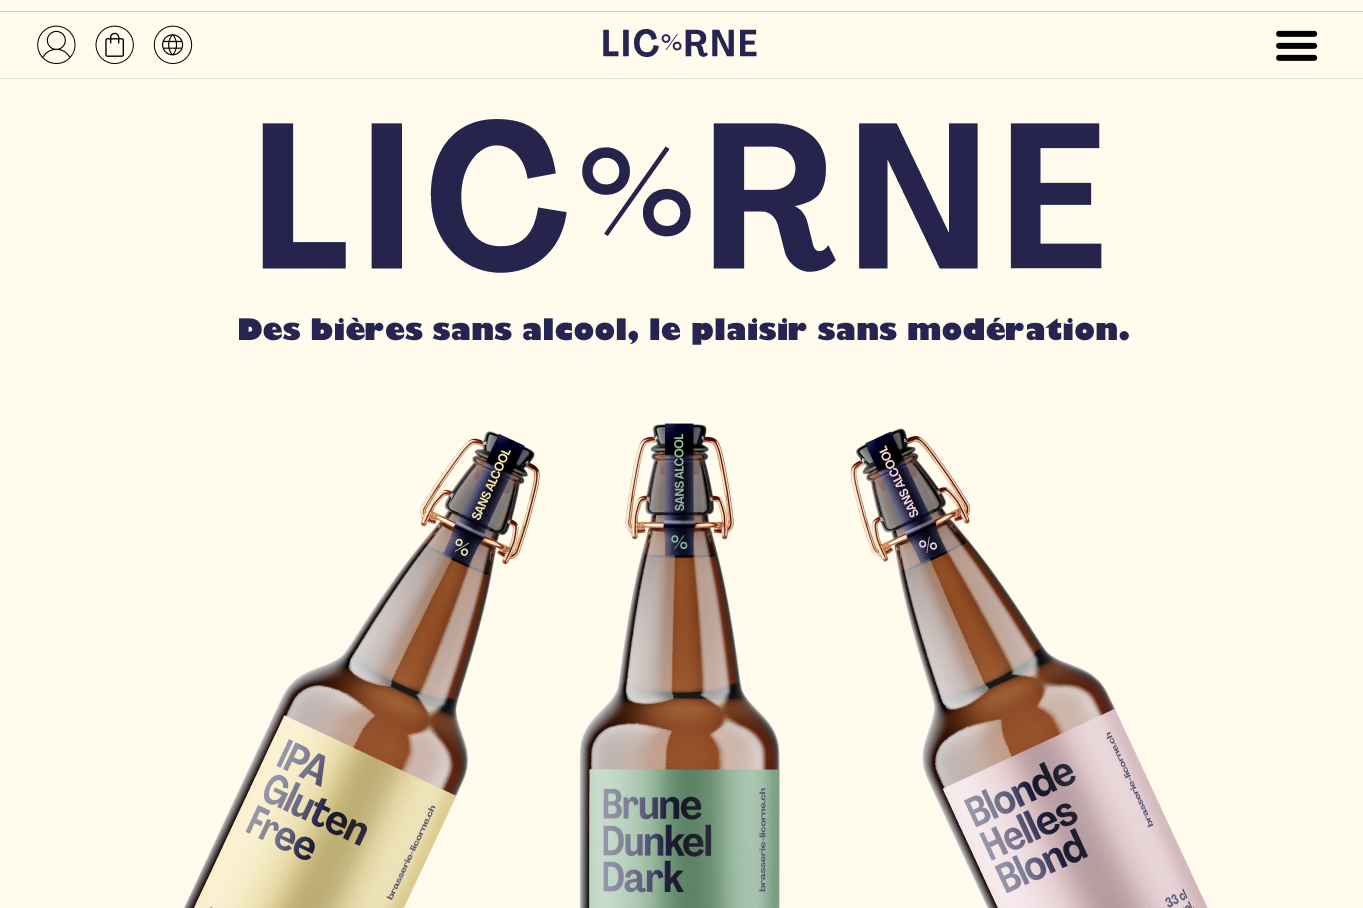 LIC%RNE
LIC%RNE
Des bières sans alcool, le plaisir sans modération.
SANS ALCOOL
%
SANS ALCOOL
%
SANS ALCOOL
%
IPA
Gluten
Free
brasserie-licorne.ch
Brune
Dunkel
Dark
brasserie-licorne.ch
Blonde
Helles
Blond
brasserie-licorne.ch
33 cl